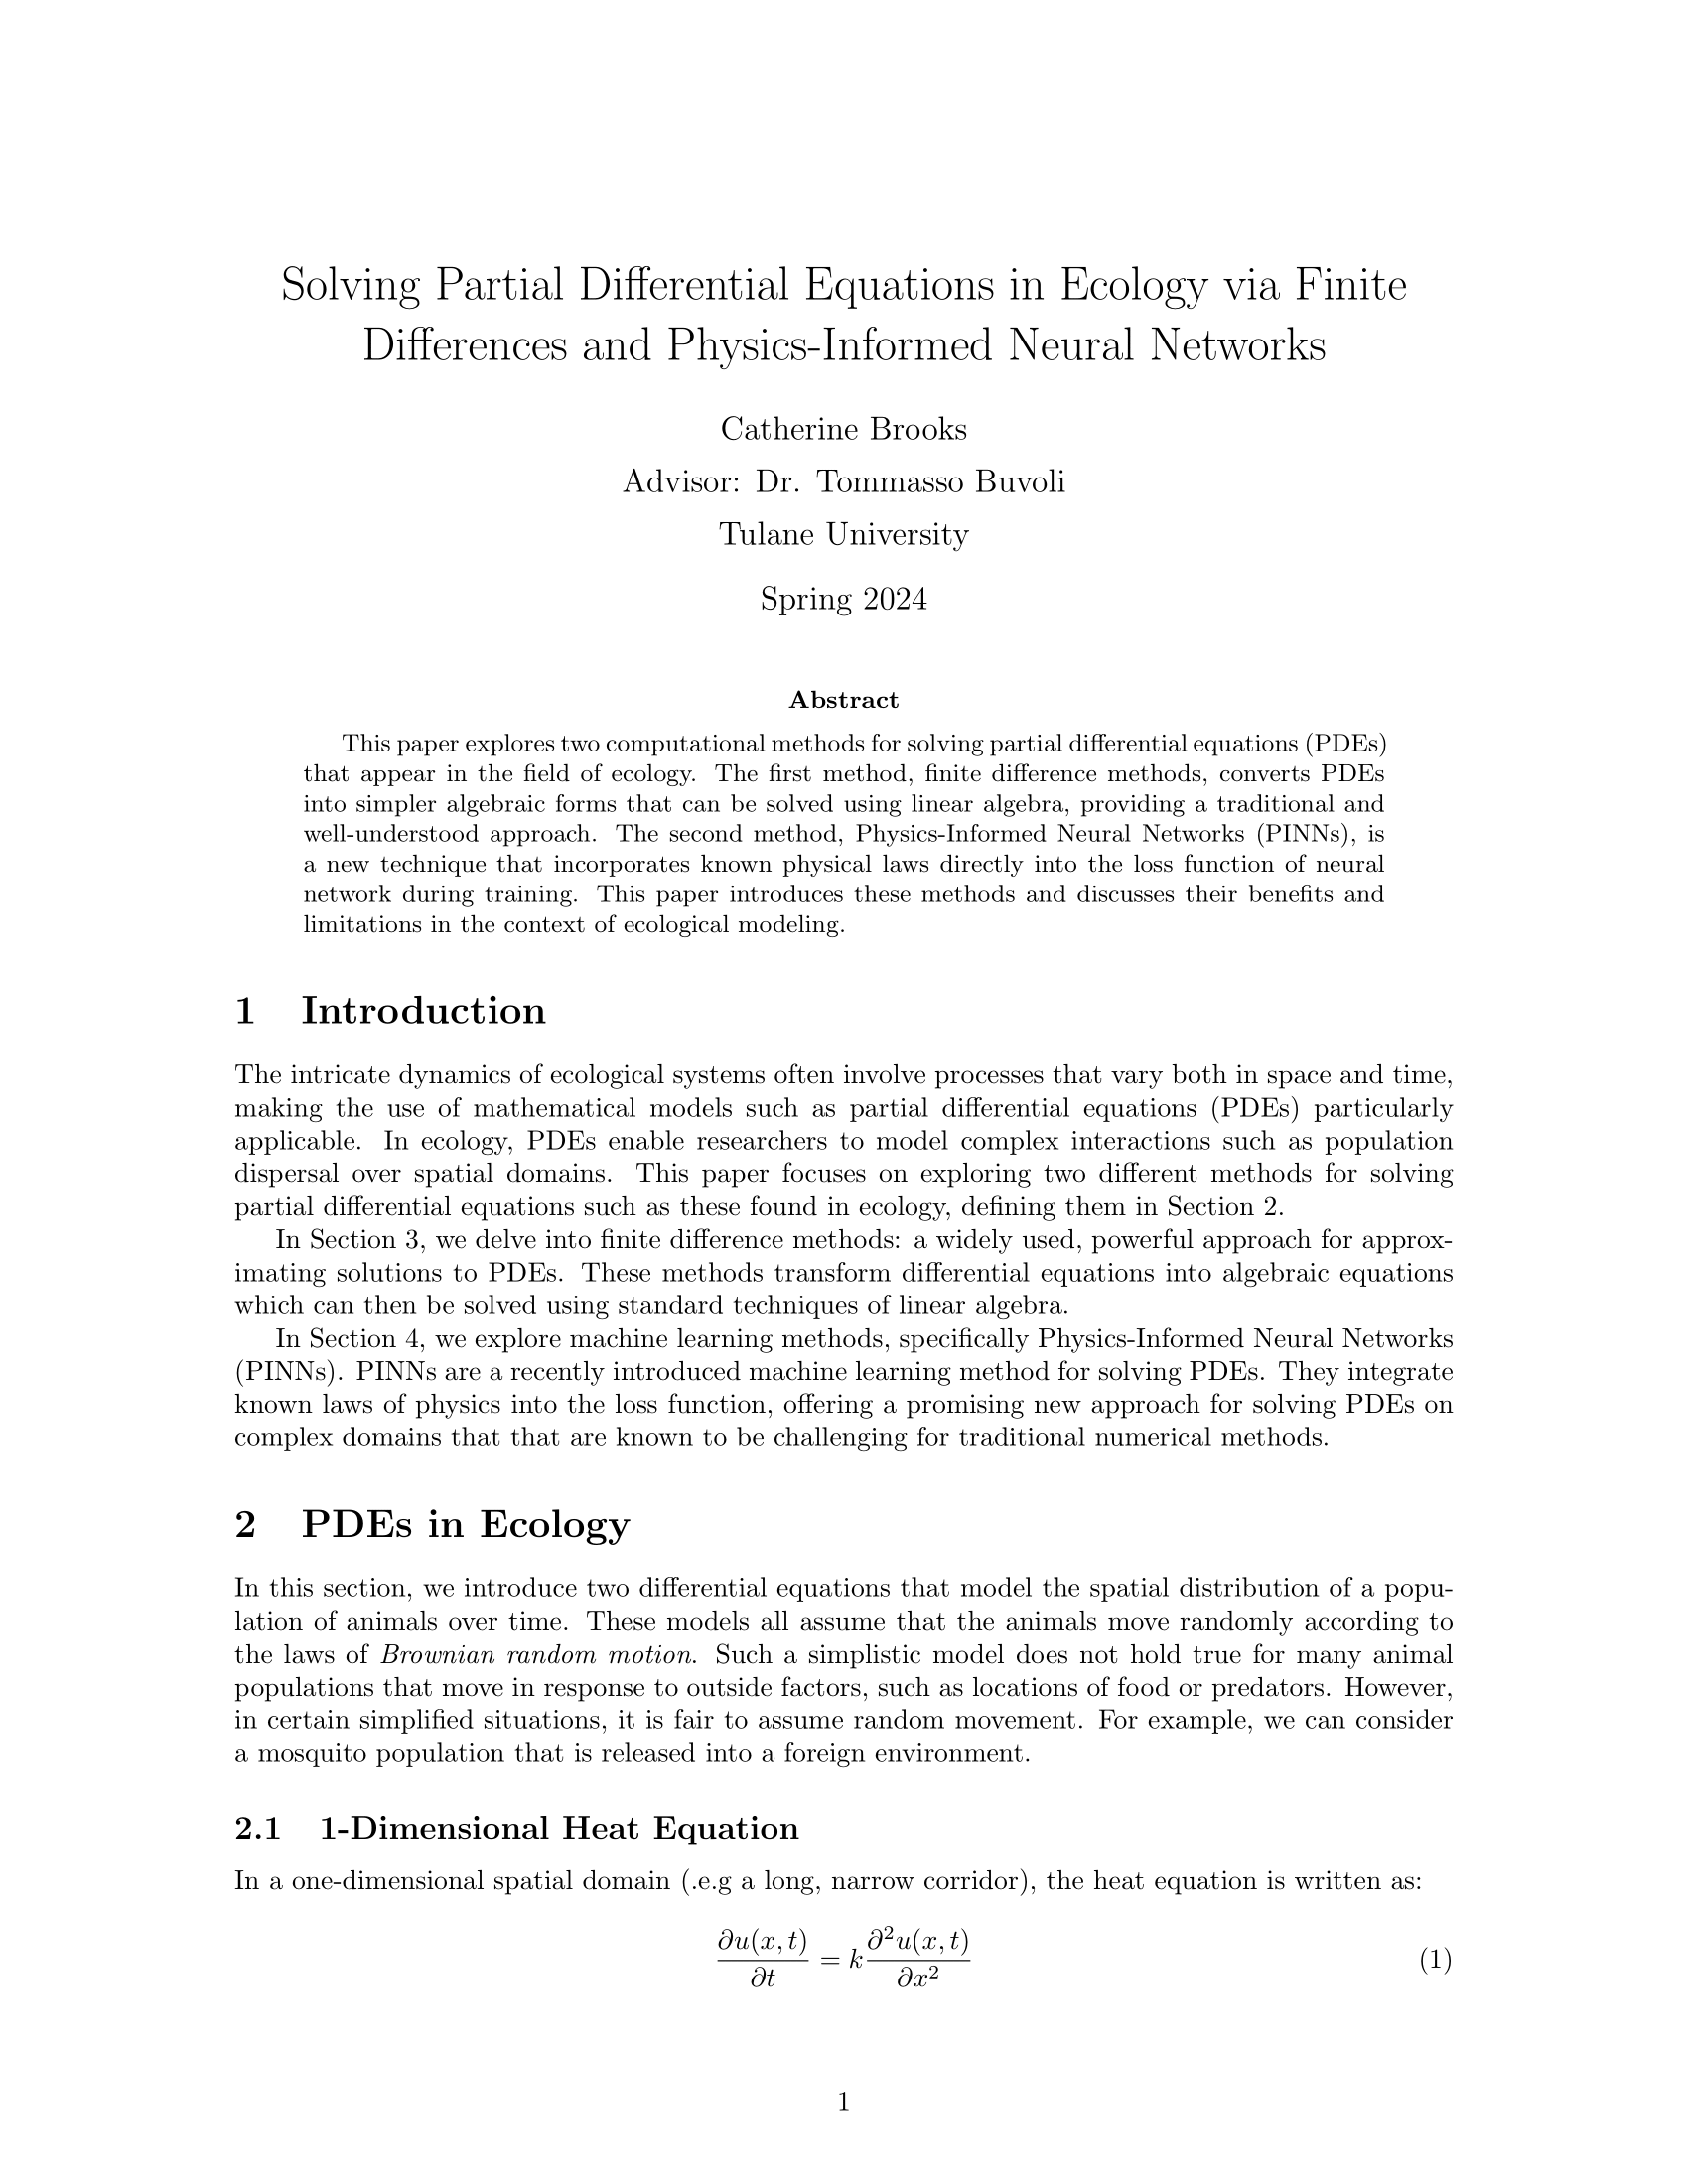 Solving Partial Differential Equations in Ecology via Finite
Differences and Physics-Informed Neural Networks
Catherine Brooks
Advisor: Dr. Tommasso Buvoli
Tulane University
Spring 2024
Abstract
This paper explores two computational methods for solving partial differential equations (PDEs)
that appear in the field of ecology. The first method, finite difference methods, converts PDEs
into simpler algebraic forms that can be solved using linear algebra, providing a traditional and
well-understood approach. The second method, Physics-Informed Neural Networks (PINNs), is
a new technique that incorporates known physical laws directly into the loss function of neural
network during training. This paper introduces these methods and discusses their benefits and
limitations in the context of ecological modeling.
1 Introduction
The intricate dynamics of ecological systems often involve processes that vary both in space and time,
making the use of mathematical models such as partial differential equations (PDEs) particularly
applicable. In ecology, PDEs enable researchers to model complex interactions such as population
dispersal over spatial domains. This paper focuses on exploring two different methods for solving
partial differential equations such as these found in ecology, defining them in Section 2.
In Section 3, we delve into finite difference methods: a widely used, powerful approach for approx-
imating solutions to PDEs. These methods transform differential equations into algebraic equations
which can then be solved using standard techniques of linear algebra.
In Section 4, we explore machine learning methods, specifically Physics-Informed Neural Networks
(PINNs). PINNs are a recently introduced machine learning method for solving PDEs. They integrate
known laws of physics into the loss function, offering a promising new approach for solving PDEs on
complex domains that that are known to be challenging for traditional numerical methods.
2 PDEs in Ecology
In this section, we introduce two differential equations that model the spatial distribution of a popu-
lation of animals over time. These models all assume that the animals move randomly according to
the laws of Brownian random motion. Such a simplistic model does not hold true for many animal
populations that move in response to outside factors, such as locations of food or predators. However,
in certain simplified situations, it is fair to assume random movement. For example, we can consider
a mosquito population that is released into a foreign environment.
2.1 1-Dimensional Heat Equation
In a one-dimensional spatial domain (.e.g a long, narrow corridor), the heat equation is written as:
∂u(x, t)/∂t = k ∂²u(x, t)/∂x² (1)
1